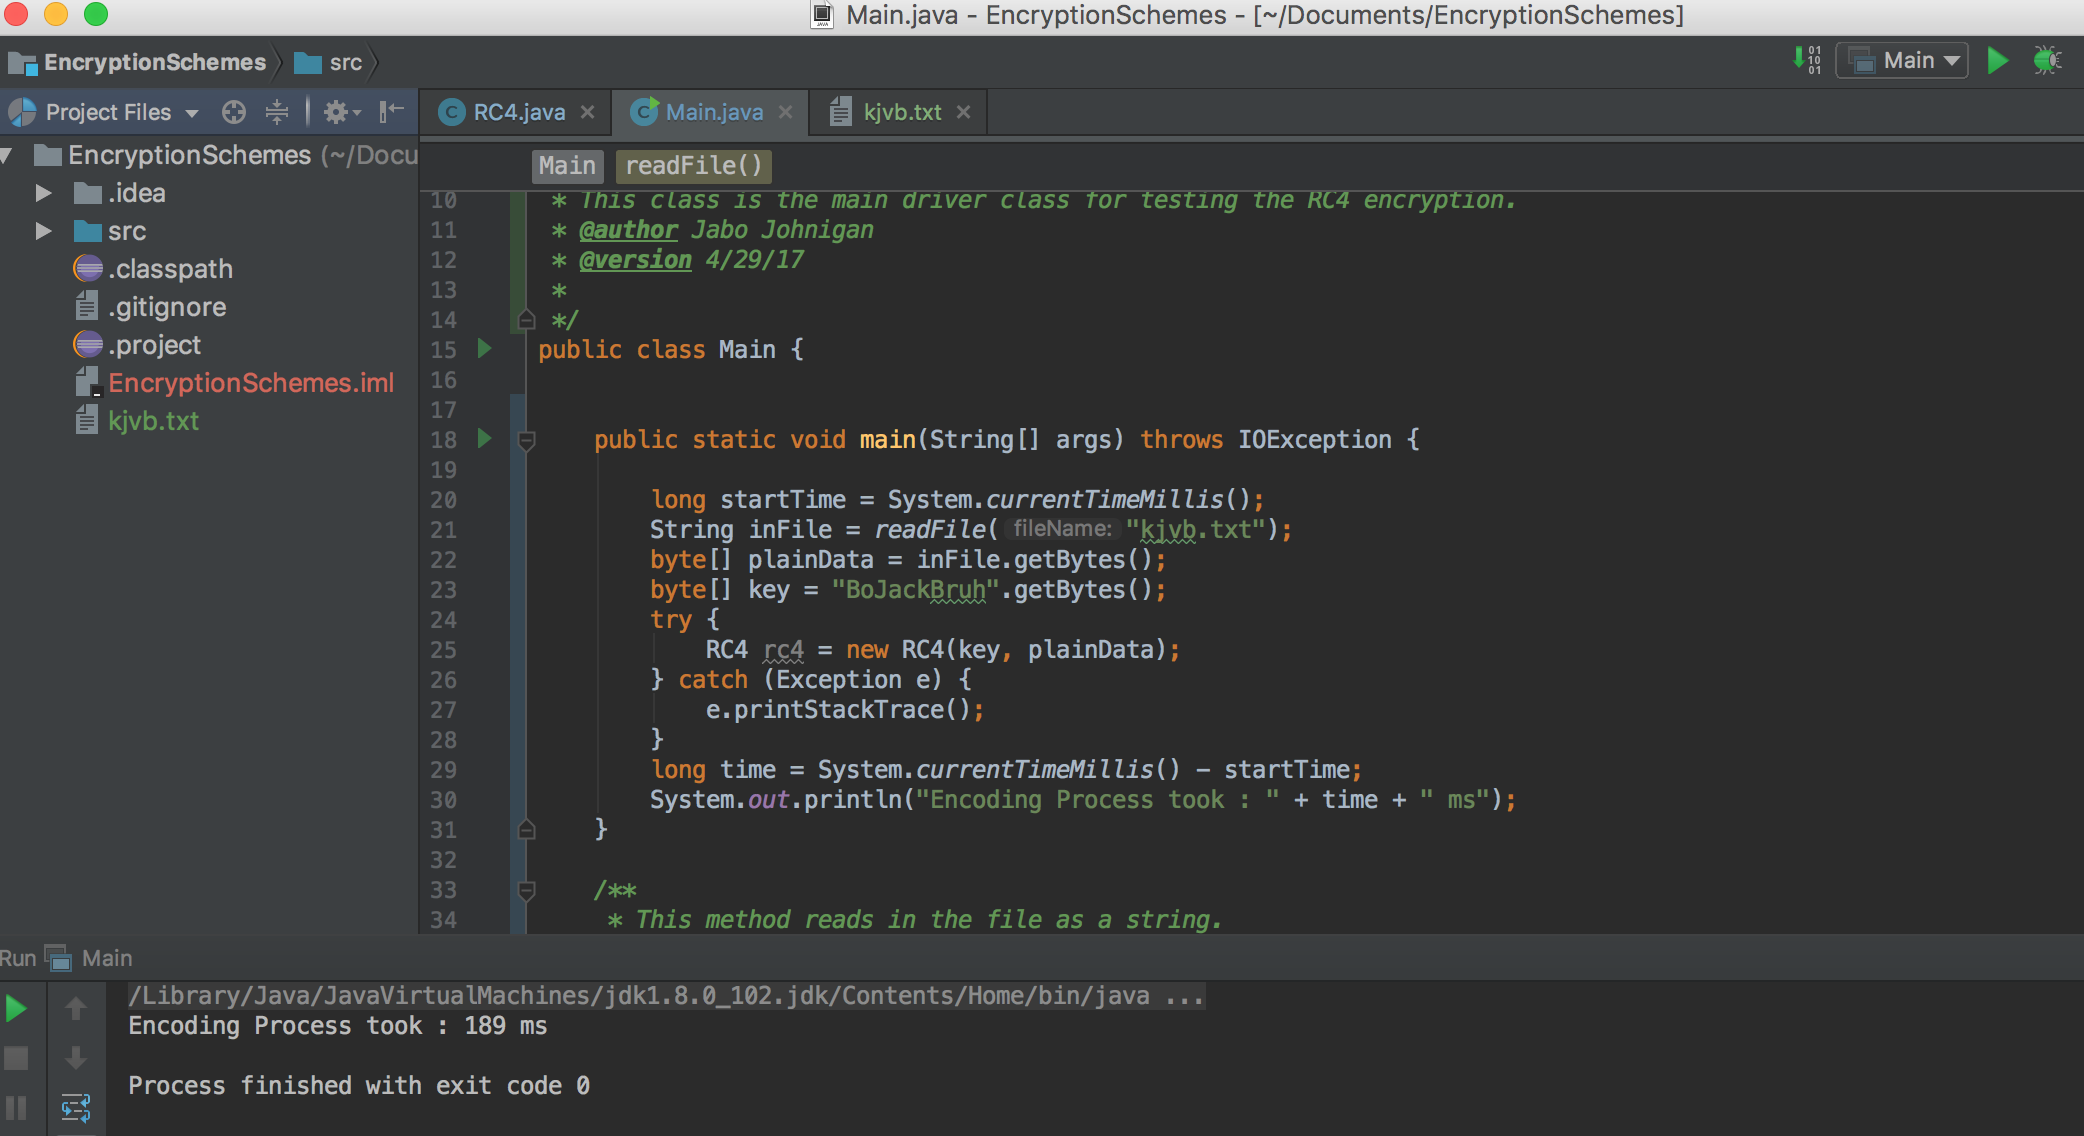 Main.java - EncryptionSchemes - [~/Documents/EncryptionSchemes]
EncryptionSchemes src
Main
Project Files
RC4.java Main.java kjvb.txt
EncryptionSchemes (~/Docu
.idea
src
.classpath
.gitignore
.project
EncryptionSchemes.iml
kjvb.txt
Main readFile()
10 * This class is the main driver class for testing the RC4 encryption.
11 * @author Jabo Johnigan
12 * @version 4/29/17
13 *
14 */
15 public class Main {
16
17
18 public static void main(String[] args) throws IOException {
19
20 long startTime = System.currentTimeMillis();
21 String inFile = readFile( fileName: "kjvb.txt");
22 byte[] plainData = inFile.getBytes();
23 byte[] key = "BoJackBruh".getBytes();
24 try {
25 RC4 rc4 = new RC4(key, plainData);
26 } catch (Exception e) {
27 e.printStackTrace();
28 }
29 long time = System.currentTimeMillis() - startTime;
30 System.out.println("Encoding Process took : " + time + " ms");
31 }
32
33 /**
34 * This method reads in the file as a string.
Run Main
/Library/Java/JavaVirtualMachines/jdk1.8.0_102.jdk/Contents/Home/bin/java ...
Encoding Process took : 189 ms
Process finished with exit code 0